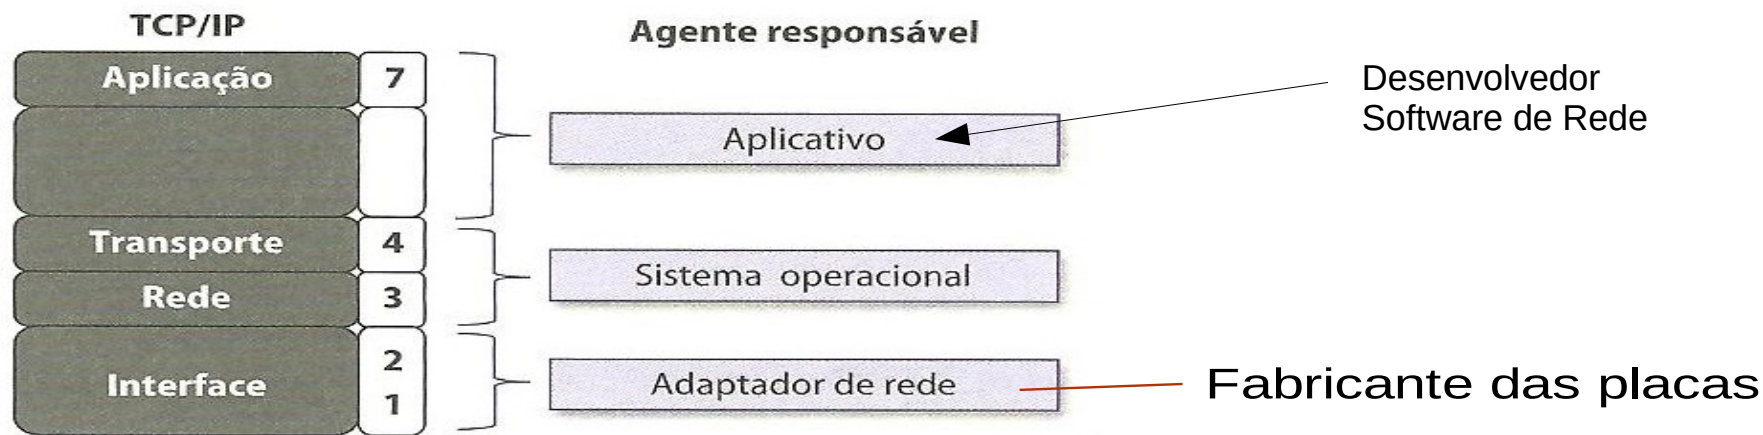 TCP/IP
Agente responsável
Aplicação 7
Aplicativo
Desenvolvedor
Software de Rede
Transporte 4
Rede 3
Sistema operacional
Interface 2
1
Adaptador de rede
Fabricante das placas